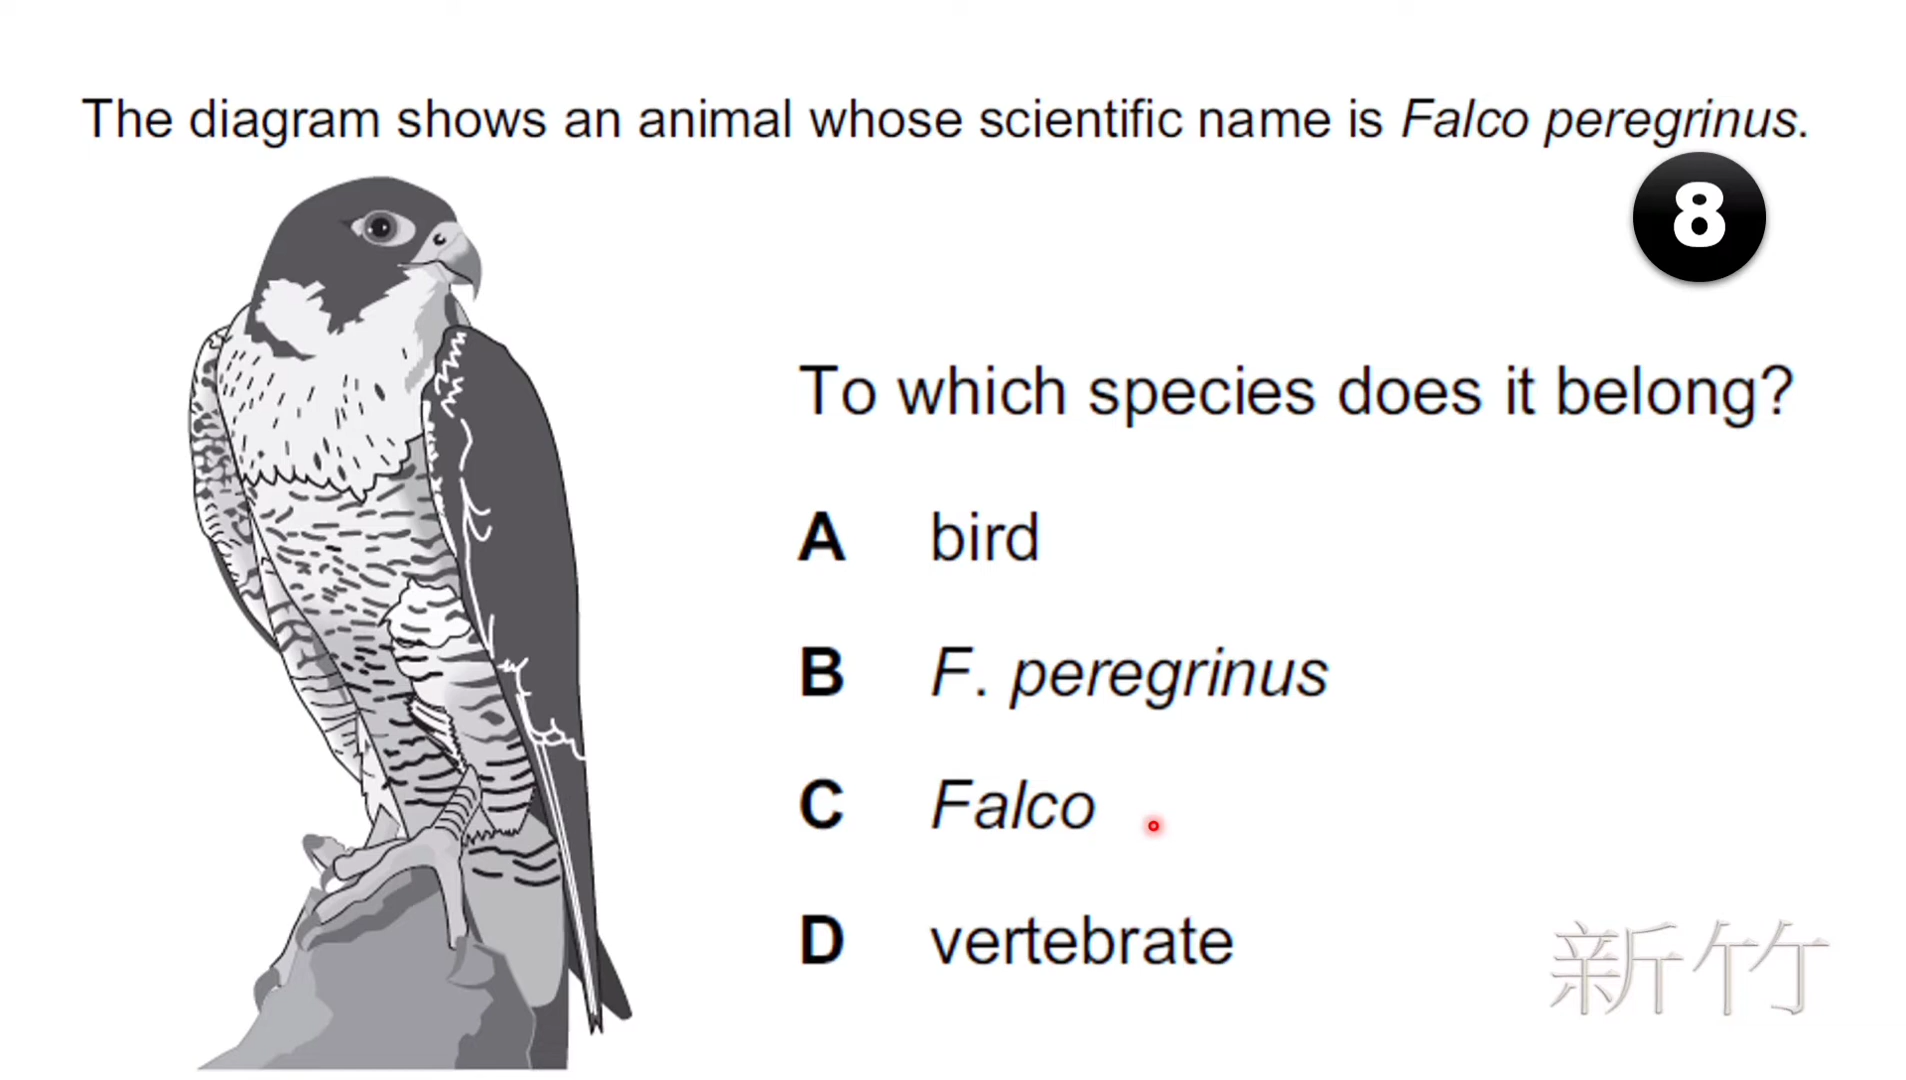 The diagram shows an animal whose scientific name is Falco peregrinus.
8
To which species does it belong?
A bird
B F. peregrinus
C Falco
D vertebrate
新竹